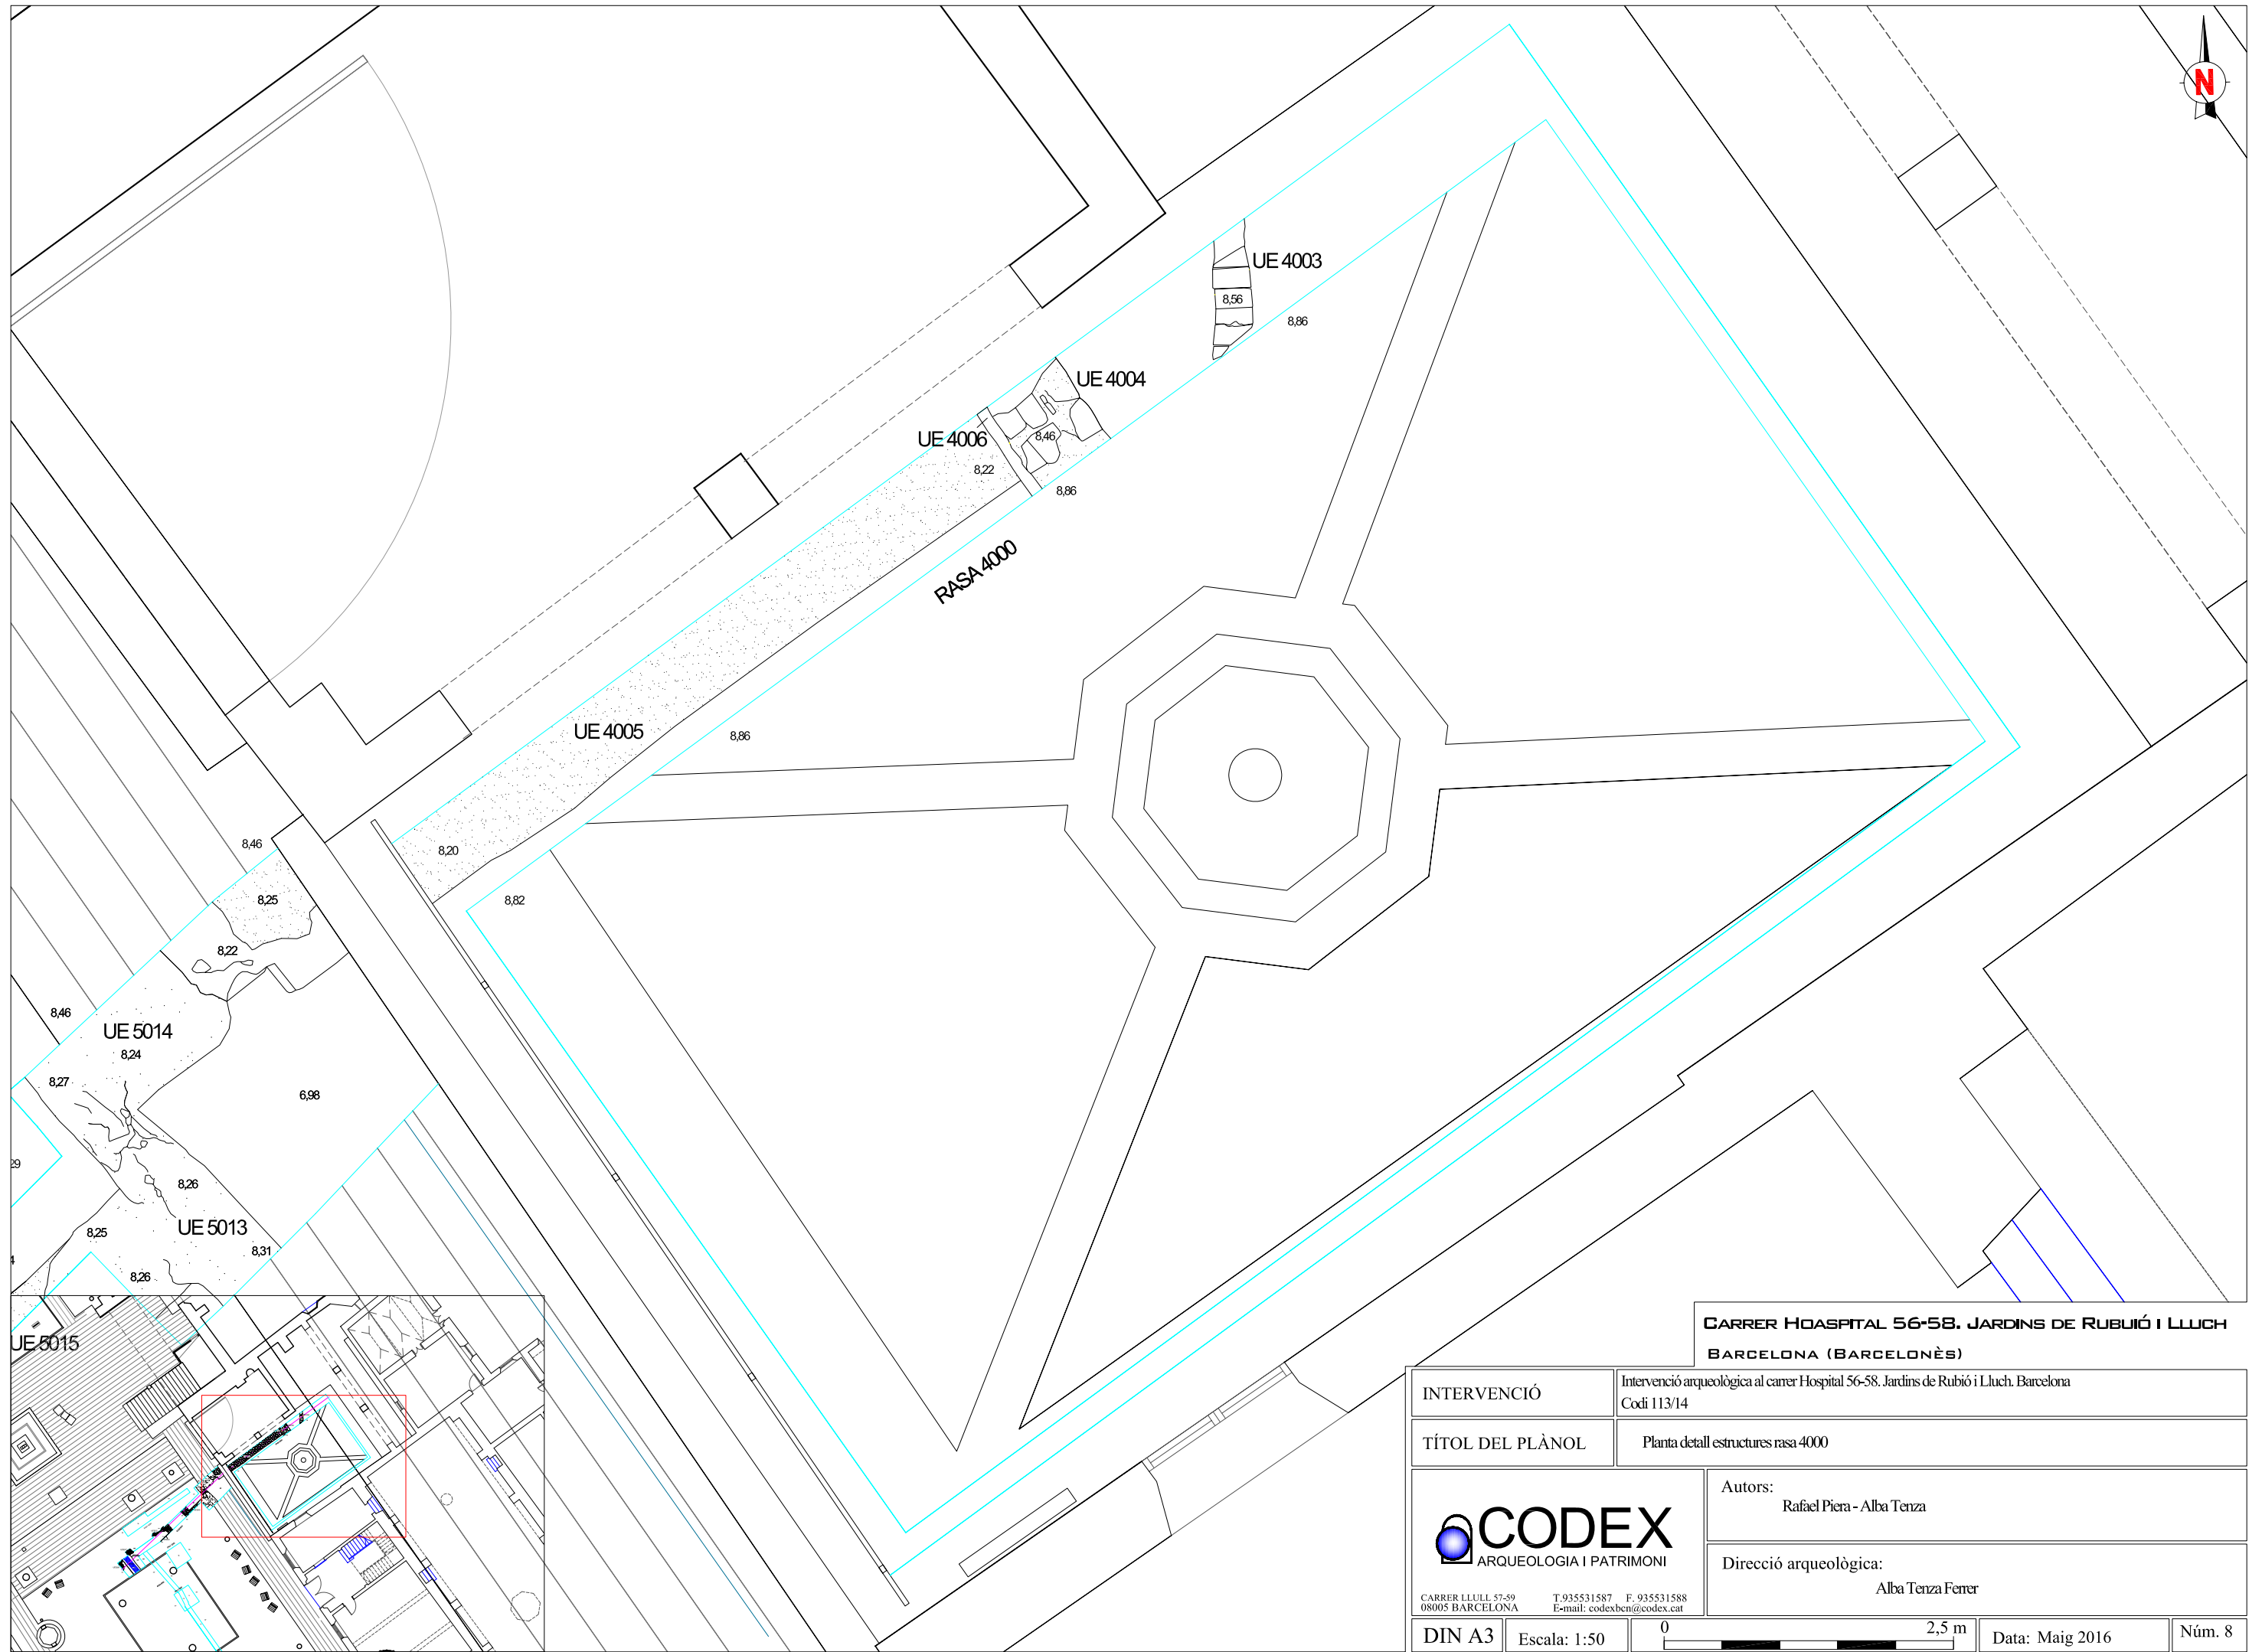 N
UE 4003
8,56
8,86
UE 4004
UE 4006
8,46
8,22
8,86
RASA 4000
UE 4005
8,86
8,46
8,20
8,25
8,82
8,22
8,46
UE 5014
8,24
8,27
6,98
29
8,26
UE 5013
8,25
8,31
8,26
UE 5015
CARRER HOASPITAL 56-58. JARDINS DE RUBUIÓ I LLUCH
BARCELONA (BARCELONÈS)
INTERVENCIÓ
Intervenció arqueològica al carrer Hospital 56-58. Jardins de Rubió i Lluch. Barcelona
Codi 113/14
TÍTOL DEL PLÀNOL
Planta detall estructures rasa 4000
CODEX
ARQUEOLOGIA I PATRIMONI
CARRER LLULL 57-59 T.935531587 F. 935531588
08005 BARCELONA E-mail: codexbcn@codex.cat
Autors:
Rafael Piera - Alba Tenza
Direcció arqueològica:
Alba Tenza Ferrer
DIN A3
Escala: 1:50
0 2,5 m
Data: Maig 2016
Núm. 8